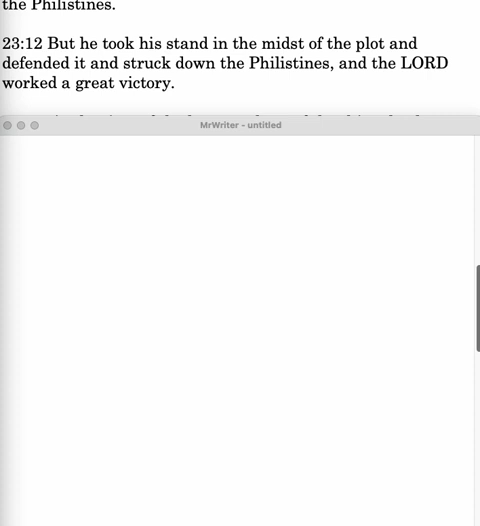 the Philistines.
23:12 But he took his stand in the midst of the plot and
defended it and struck down the Philistines, and the LORD
worked a great victory.
MrWriter - untitled